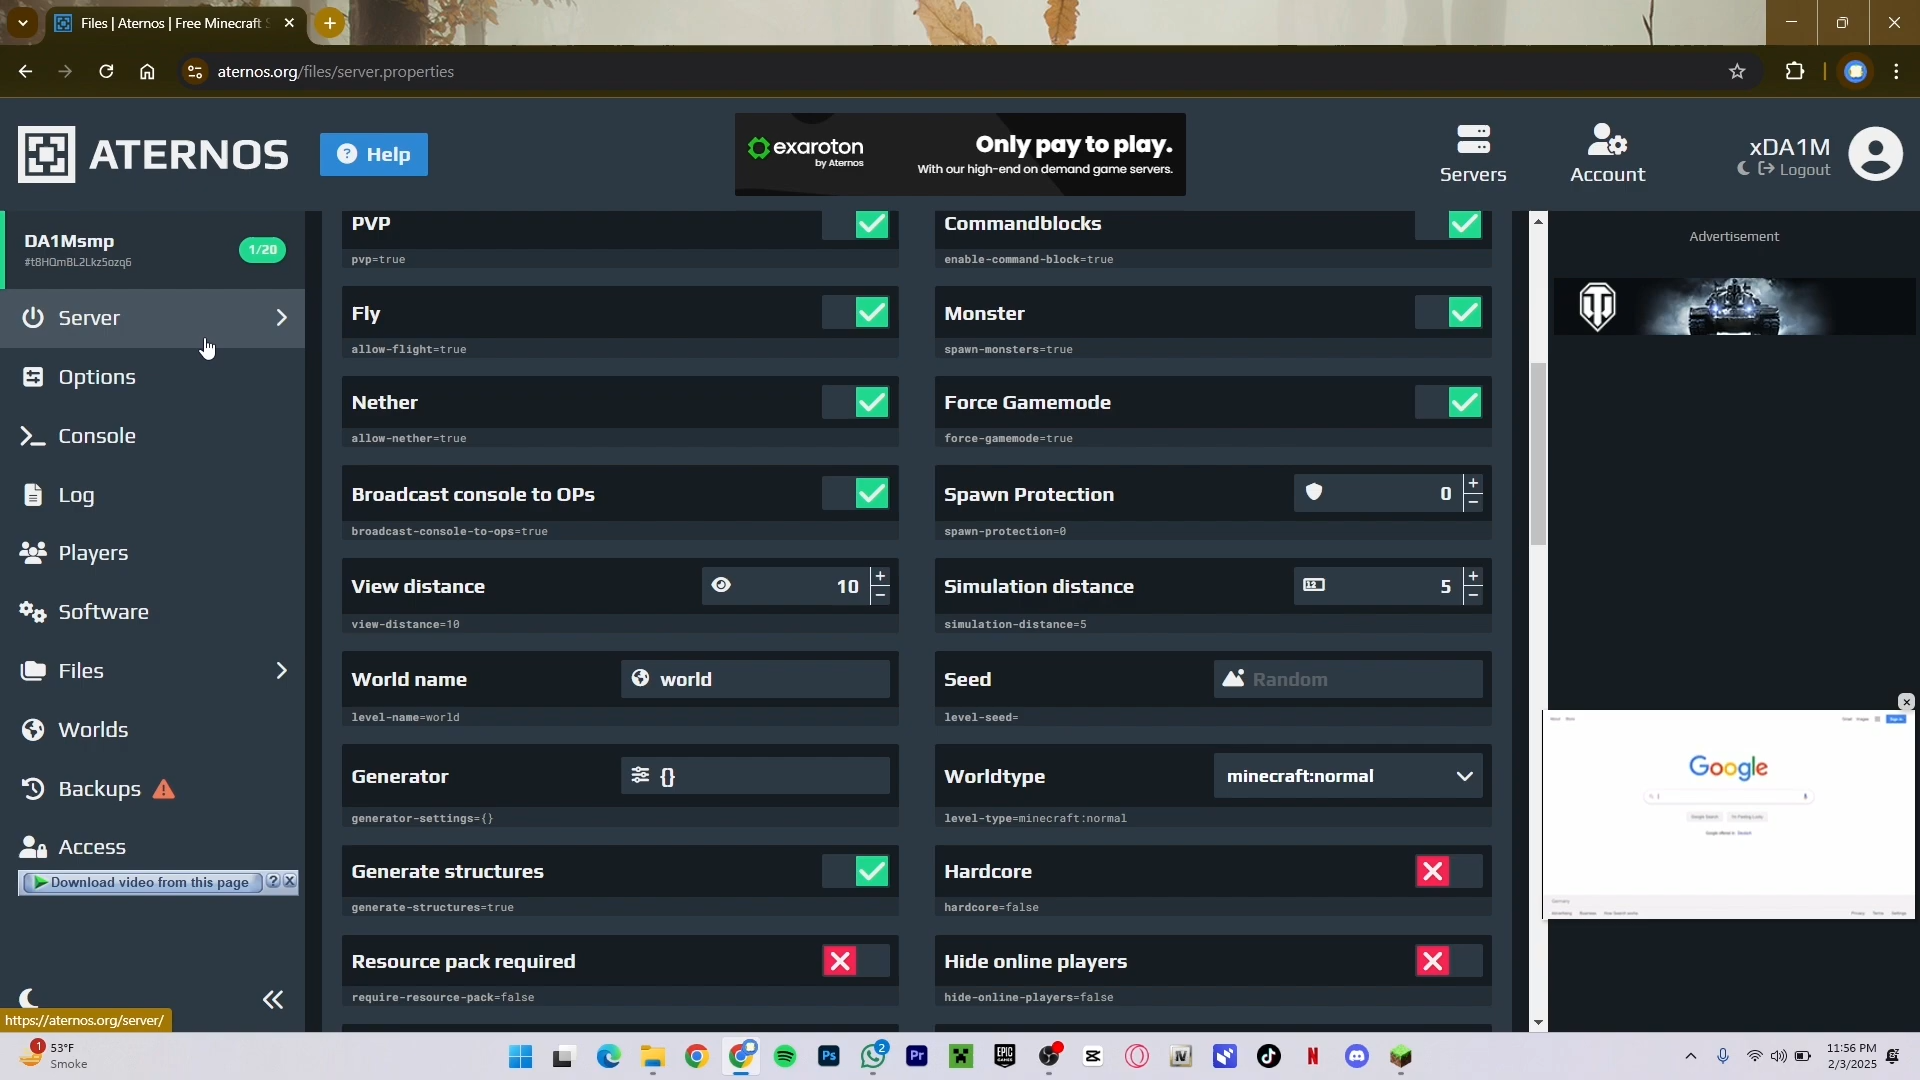 Files | Aternos | Free Minecraft S
aternos.org/files/server.properties
ATERNOS
? Help
exaroton
by Aternos
Only pay to play.
With our high-end on demand game servers.
Servers
Account
xDA1M
Logout
DA1Msmp
#t8HQmBL2Lkz5ozq6
1/20
Server
Options
Console
Log
Players
Software
Files
Worlds
Backups
Access
Download video from this page
?
https://aternos.org/server/
PVP
pvp=true
Commandblocks
enable-command-block=true
Fly
allow-flight=true
Monster
spawn-monsters=true
Nether
allow-nether=true
Force Gamemode
force-gamemode=true
Broadcast console to OPs
broadcast-console-to-ops=true
Spawn Protection
0
+
−
spawn-protection=0
View distance
10
+
−
view-distance=10
Simulation distance
12
5
+
−
simulation-distance=5
World name
world
level-name=world
Seed
Random
level-seed=
Generator
{}
generator-settings={}
Worldtype
minecraft:normal
level-type=minecraft:normal
Generate structures
generate-structures=true
Hardcore
hardcore=false
Resource pack required
require-resource-pack=false
Hide online players
hide-online-players=false
Advertisement
Google
1
53°F
Smoke
Ps
2
Pr
EPIC
GAMES
N
11:56 PM
2/3/2025